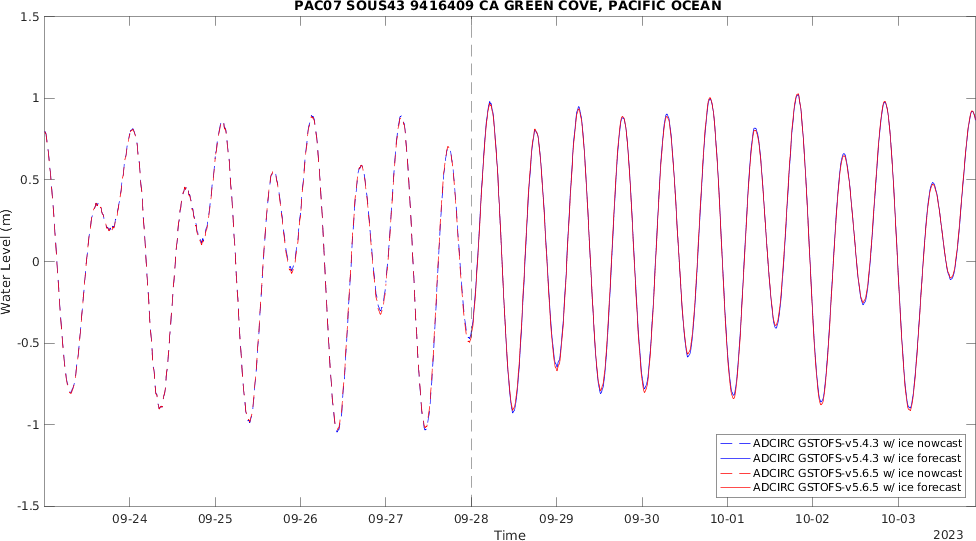 PAC07 SOUS43 9416409 CA GREEN COVE, PACIFIC OCEAN
1.5
1
0.5
0
-0.5
-1
-1.5
Water Level (m)
ADCIRC GSTOFS-v5.4.3 w/ ice nowcast
ADCIRC GSTOFS-v5.4.3 w/ ice forecast
ADCIRC GSTOFS-v5.6.5 w/ ice nowcast
ADCIRC GSTOFS-v5.6.5 w/ ice forecast
09-24 09-25 09-26 09-27 09-28 09-29 09-30 10-01 10-02 10-03
Time
2023